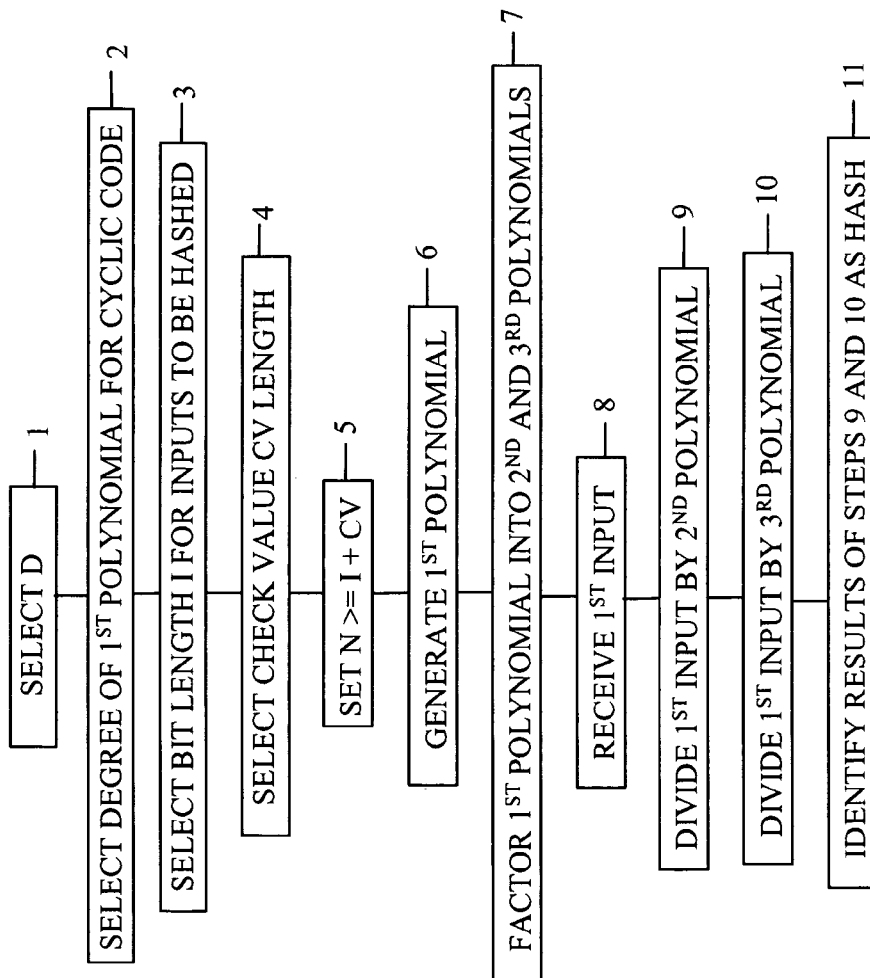 SELECT D 1
SELECT DEGREE OF 1ST POLYNOMIAL FOR CYCLIC CODE 2
SELECT BIT LENGTH I FOR INPUTS TO BE HASHED 3
SELECT CHECK VALUE CV LENGTH 4
SET N >= I + CV 5
GENERATE 1ST POLYNOMIAL 6
FACTOR 1ST POLYNOMIAL INTO 2ND AND 3RD POLYNOMIALS 7
RECEIVE 1ST INPUT 8
DIVIDE 1ST INPUT BY 2ND POLYNOMIAL 9
DIVIDE 1ST INPUT BY 3RD POLYNOMIAL 10
IDENTIFY RESULTS OF STEPS 9 AND 10 AS HASH 11